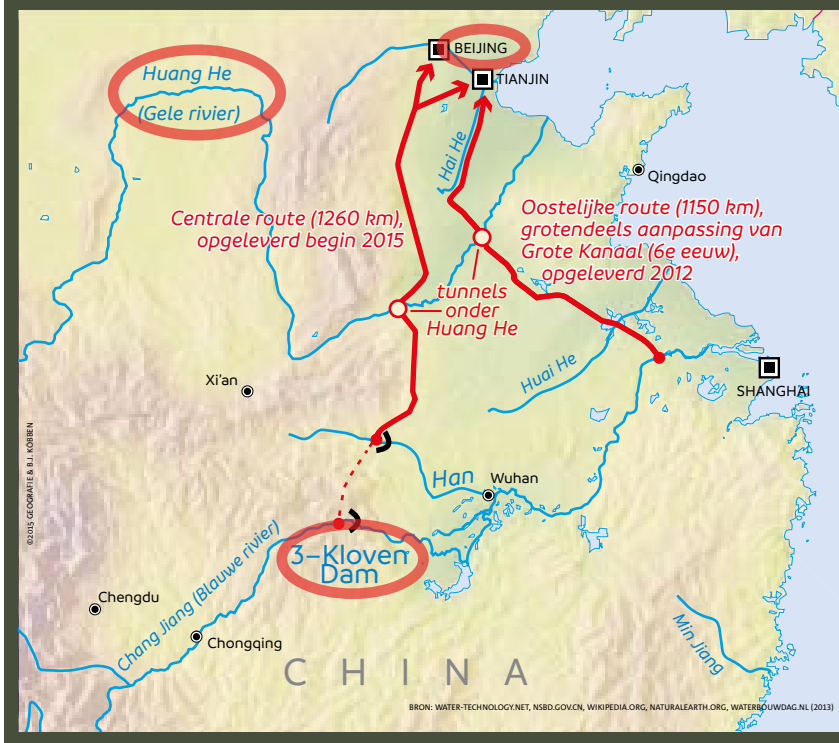 BEIJING
Huang He
(Gele rivier)
TIANJIN
Hai He
Qingdao
Centrale route (1260 km),
opgeleverd begin 2015
Oostelijke route (1150 km),
grotendeels aanpassing van
Grote Kanaal (6e eeuw),
opgeleverd 2012
tunnels
onder
Huang He
Xi'an
Huai He
SHANGHAI
Han
Wuhan
©2015 GEOGRAFIE & B.J. KÖBBEN
3–Kloven
Dam
Chang Jiang (Blauwe rivier)
Chengdu
Chongqing
Min Jiang
CHINA
BRON: WATER-TECHNOLOGY.NET, NSBD.GOV.CN, WIKIPEDIA.ORG, NATURALEARTH.ORG, WATERBOUWDAG.NL (2013)